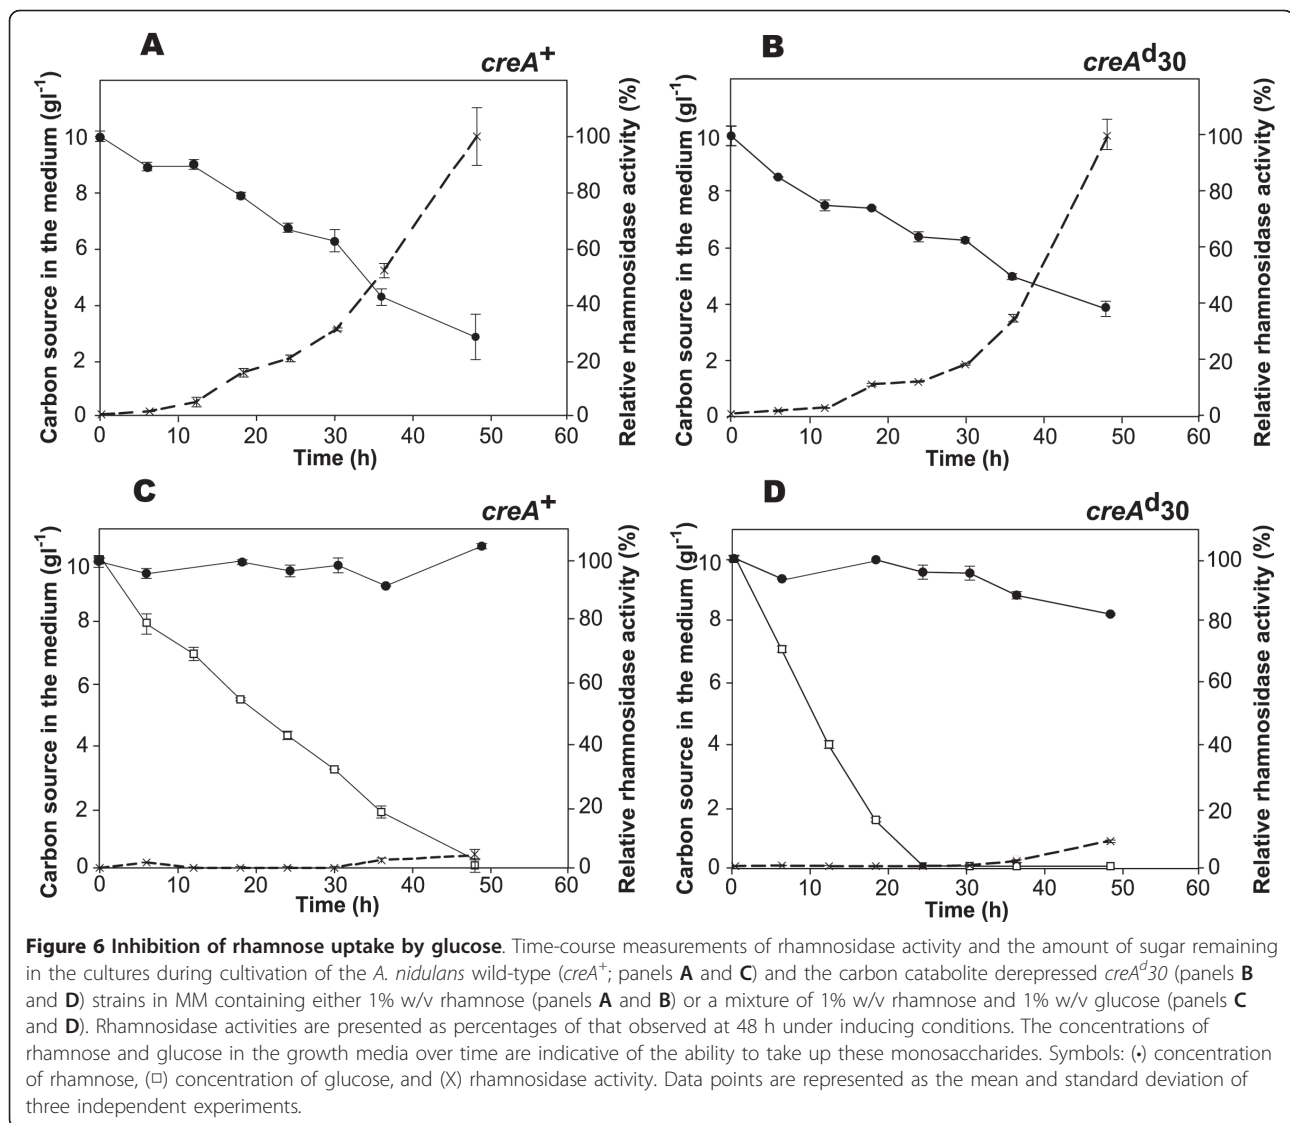 A
creA+
Carbon source in the medium (gl-1)
Relative rhamnosidase activity (%)
10
8
6
4
2
0
100
80
60
40
20
0
0 10 20 30 40 50 60
Time (h)
B
creAd30
Carbon source in the medium (gl-1)
Relative rhamnosidase activity (%)
10
8
6
4
2
0
100
80
60
40
20
0
0 10 20 30 40 50 60
Time (h)
C
creA+
Carbon source in the medium (gl-1)
Relative rhamnosidase activity (%)
10
8
6
4
2
0
100
80
60
40
20
0
0 10 20 30 40 50 60
Time (h)
D
creAd30
Carbon source in the medium (gl-1)
Relative rhamnosidase activity (%)
10
8
6
4
2
0
100
80
60
40
20
0
0 10 20 30 40 50 60
Time (h)
Figure 6 Inhibition of rhamnose uptake by glucose. Time-course measurements of rhamnosidase activity and the amount of sugar remaining
in the cultures during cultivation of the A. nidulans wild-type (creA+; panels A and C) and the carbon catabolite derepressed creAd30 (panels B
and D) strains in MM containing either 1% w/v rhamnose (panels A and B) or a mixture of 1% w/v rhamnose and 1% w/v glucose (panels C
and D). Rhamnosidase activities are presented as percentages of that observed at 48 h under inducing conditions. The concentrations of
rhamnose and glucose in the growth media over time are indicative of the ability to take up these monosaccharides. Symbols: (•) concentration
of rhamnose, (□) concentration of glucose, and (X) rhamnosidase activity. Data points are represented as the mean and standard deviation of
three independent experiments.